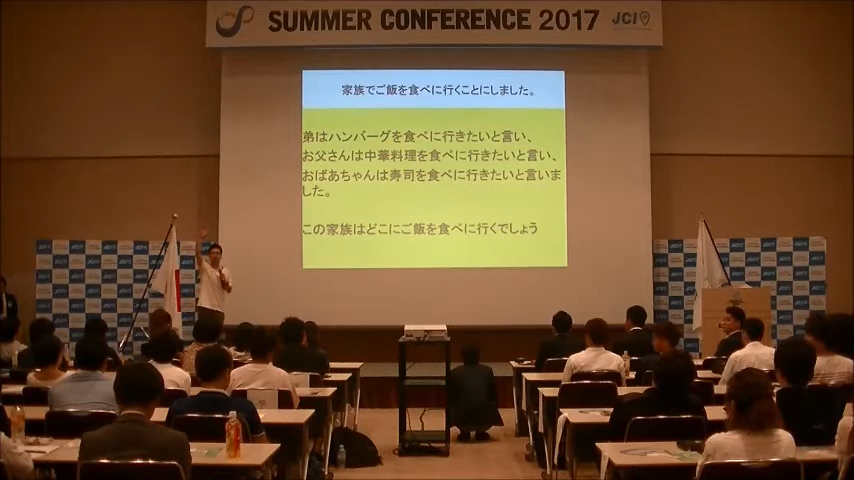 SUMMER CONFERENCE 2017
JCI
家族でご飯を食べに行くことにしました。
弟はハンバーグを食べに行きたいと言い、
お父さんは中華料理を食べに行きたいと言い、
おばあちゃんは寿司を食べに行きたいと言いま
した。
この家族はどこにご飯を食べに行くでしょう